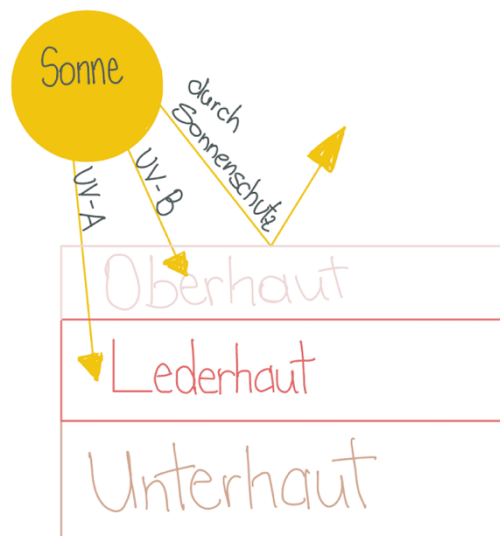 Sonne
durch
Sonnenschutz
UV-A
UV-B
Oberhaut
Lederhaut
Unterhaut